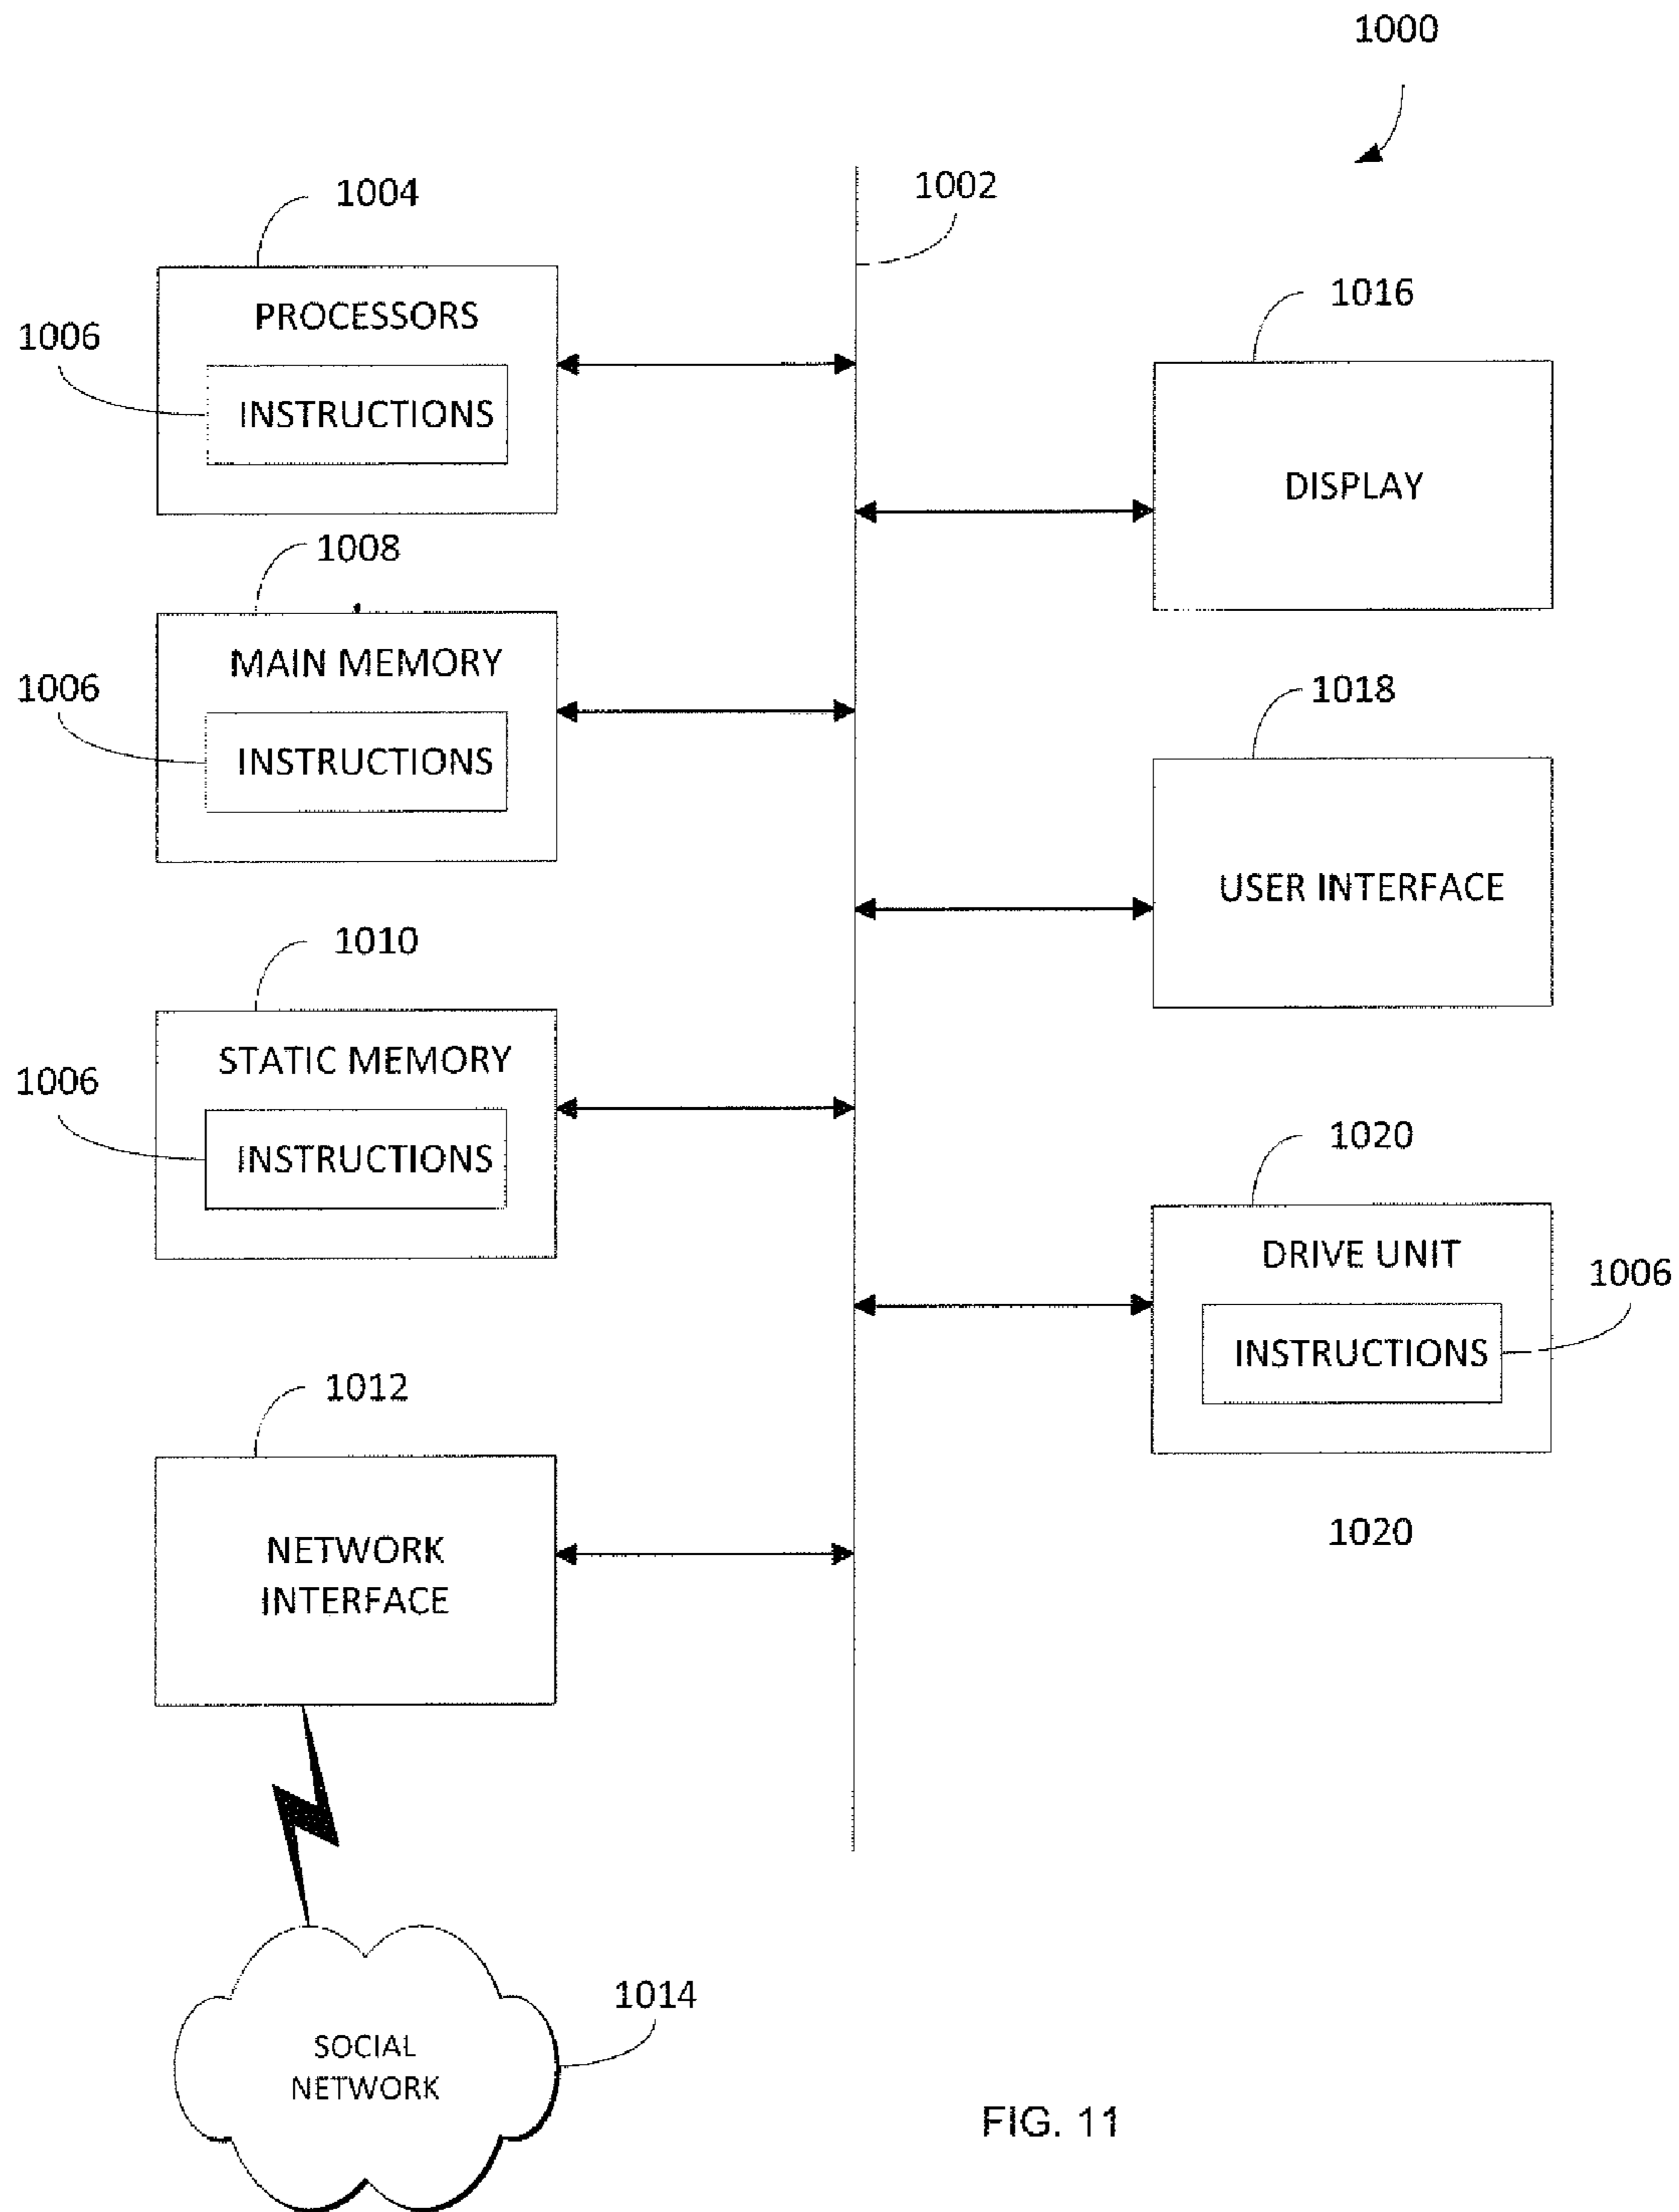 1000
1002
1004
PROCESSORS
1006
INSTRUCTIONS
1016
DISPLAY
1008
MAIN MEMORY
1006
INSTRUCTIONS
1018
USER INTERFACE
1010
STATIC MEMORY
1006
INSTRUCTIONS
1020
DRIVE UNIT
1006
INSTRUCTIONS
1020
1012
NETWORK
INTERFACE
1014
SOCIAL
NETWORK
FIG. 11